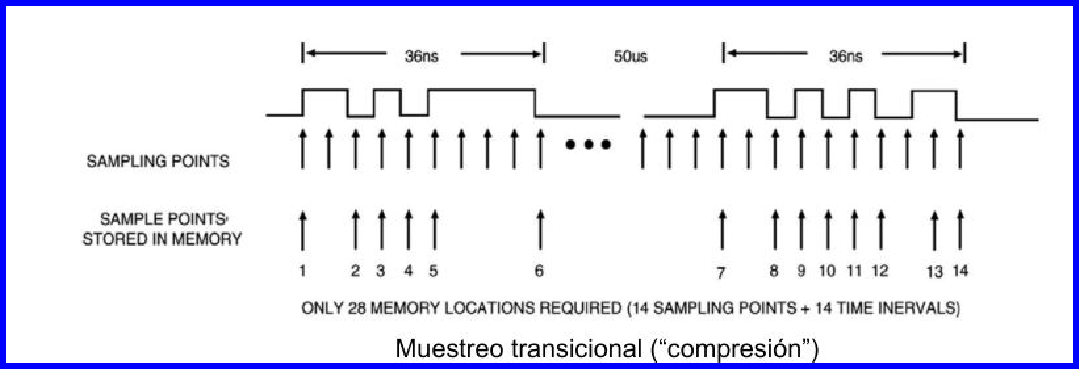 36ns 50us 36ns
SAMPLING POINTS
SAMPLE POINTS
STORED IN MEMORY
1 2 3 4 5 6 7 8 9 10 11 12 13 14
ONLY 28 MEMORY LOCATIONS REQUIRED (14 SAMPLING POINTS + 14 TIME INERVALS)
Muestreo transicional (“compresión”)